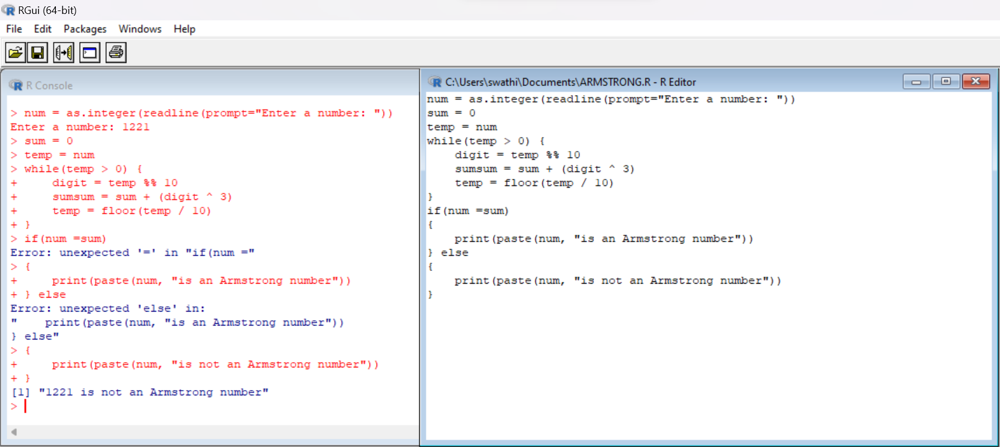 RGui (64-bit)
File Edit Packages Windows Help
R Console
> num = as.integer(readline(prompt="Enter a number: "))
Enter a number: 1221
> sum = 0
> temp = num
> while(temp > 0) {
+     digit = temp %% 10
+     sumsum = sum + (digit ^ 3)
+     temp = floor(temp / 10)
+ }
> if(num =sum)
Error: unexpected '=' in "if(num ="
> {
+     print(paste(num, "is an Armstrong number"))
+ } else
Error: unexpected 'else' in:
"    print(paste(num, "is an Armstrong number"))
} else"
> {
+     print(paste(num, "is not an Armstrong number"))
+ }
[1] "1221 is not an Armstrong number"
>
C:\Users\swathi\Documents\ARMSTRONG.R - R Editor
num = as.integer(readline(prompt="Enter a number: "))
sum = 0
temp = num
while(temp > 0) {
    digit = temp %% 10
    sumsum = sum + (digit ^ 3)
    temp = floor(temp / 10)
}
if(num =sum)
{
    print(paste(num, "is an Armstrong number"))
} else
{
    print(paste(num, "is not an Armstrong number"))
}